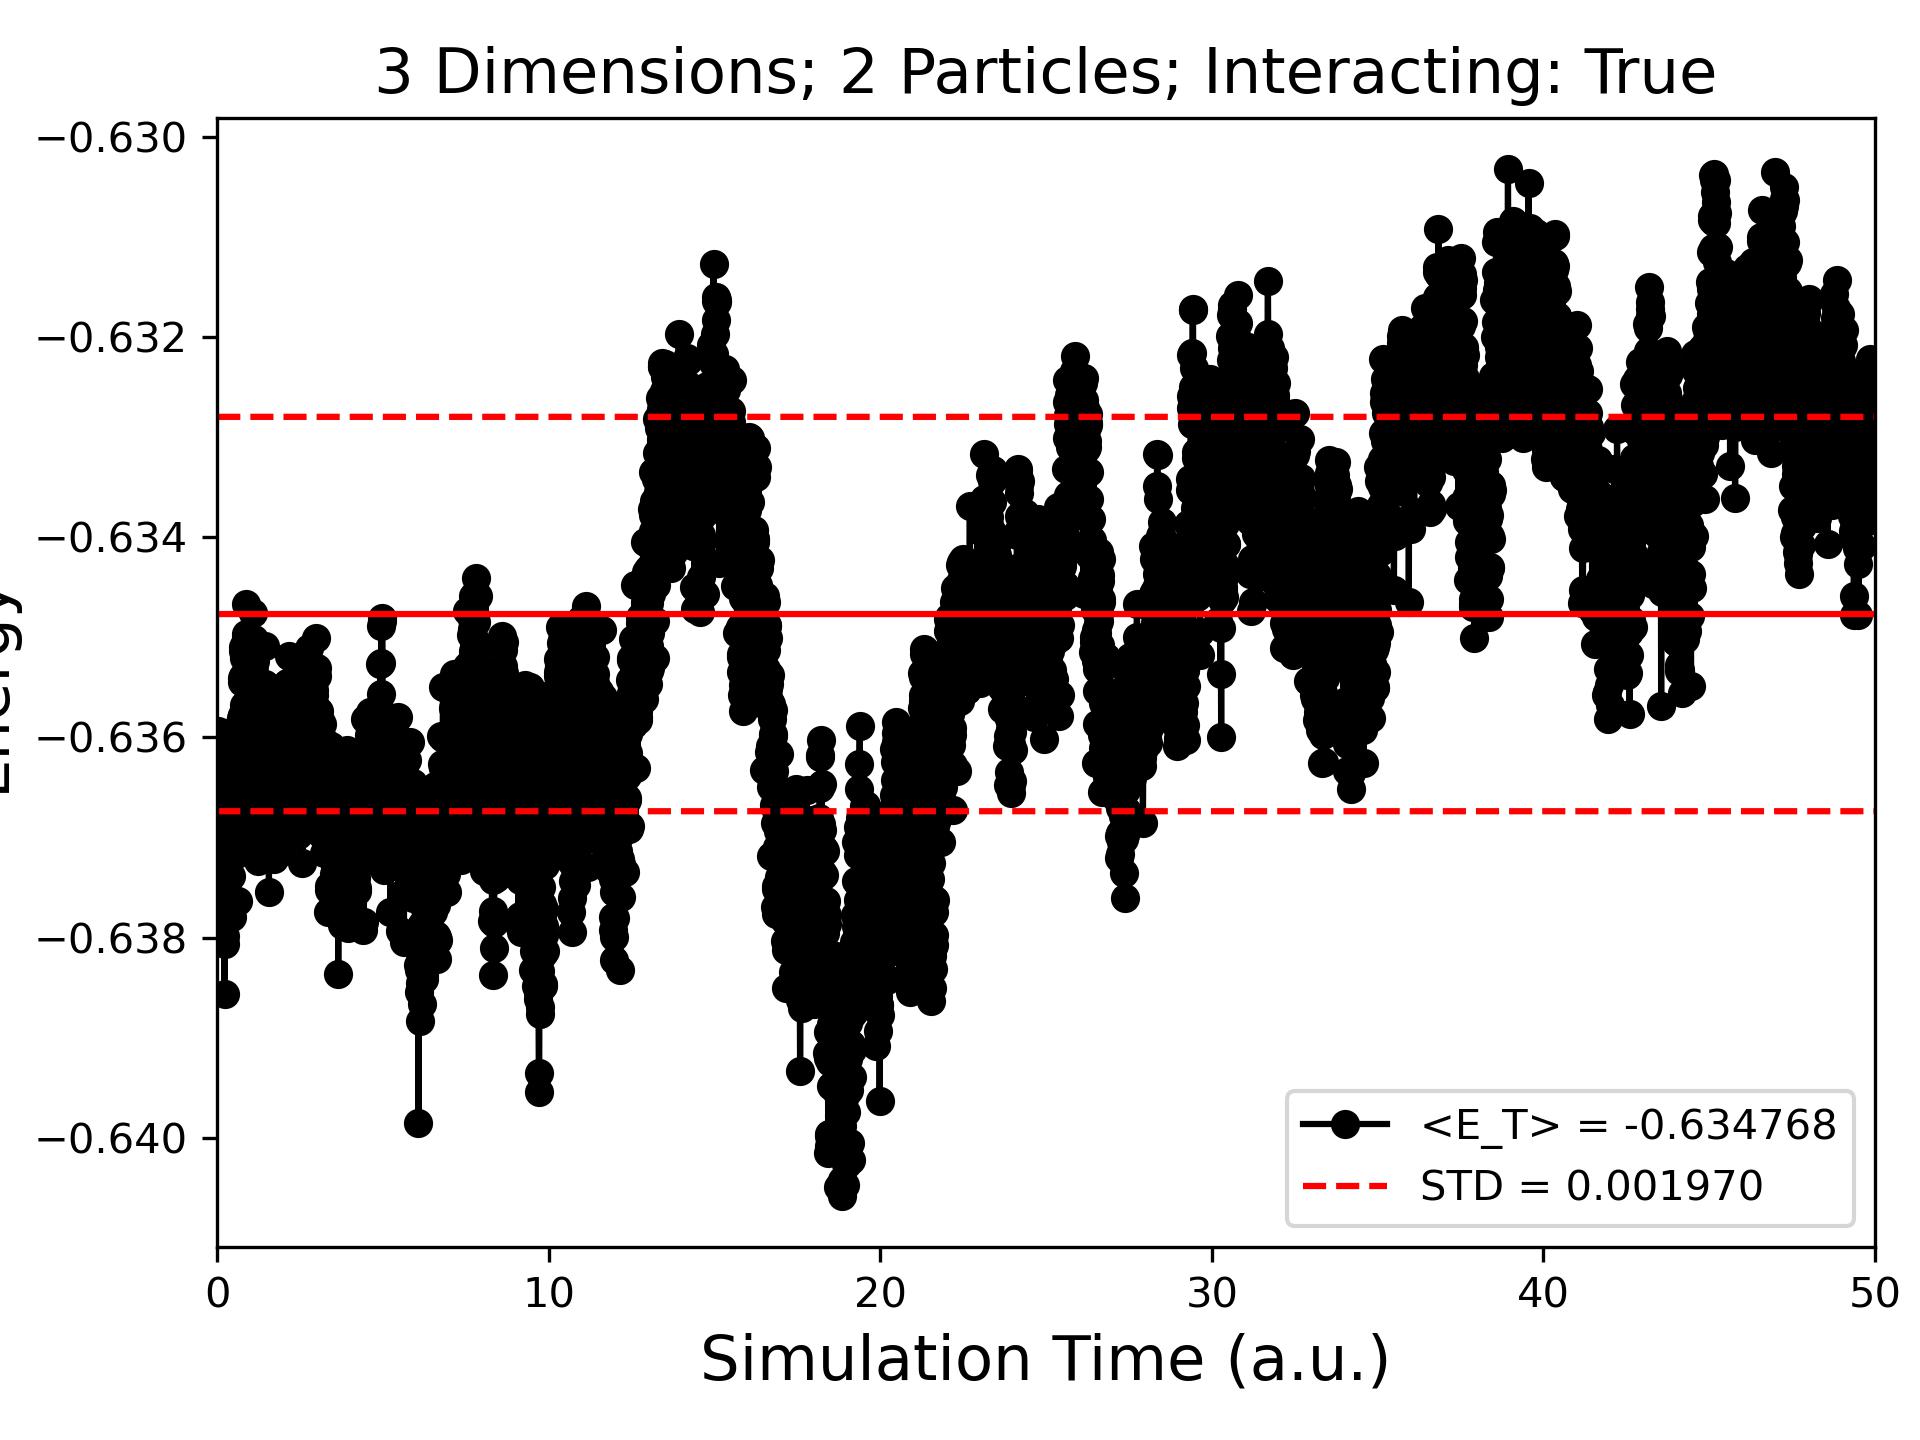 3 Dimensions; 2 Particles; Interacting: True
−0.630
−0.632
−0.634
−0.636
−0.638
−0.640
<E_T> = -0.634768
STD = 0.001970
0 10 20 30 40 50
Simulation Time (a.u.)